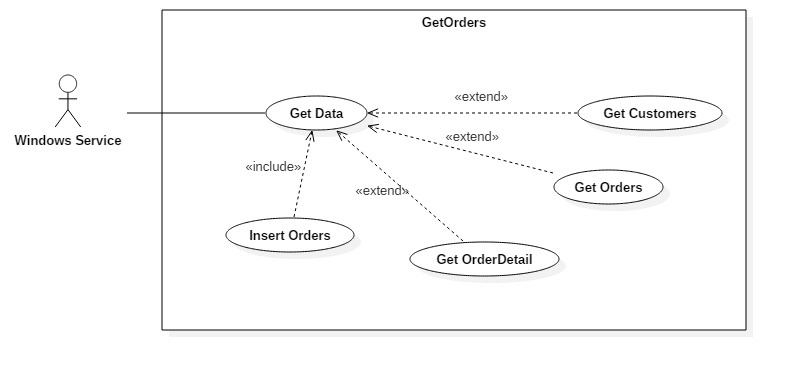 GetOrders
Windows Service
Get Data
«extend»
Get Customers
«extend»
«include»
«extend»
Get Orders
Insert Orders
Get OrderDetail